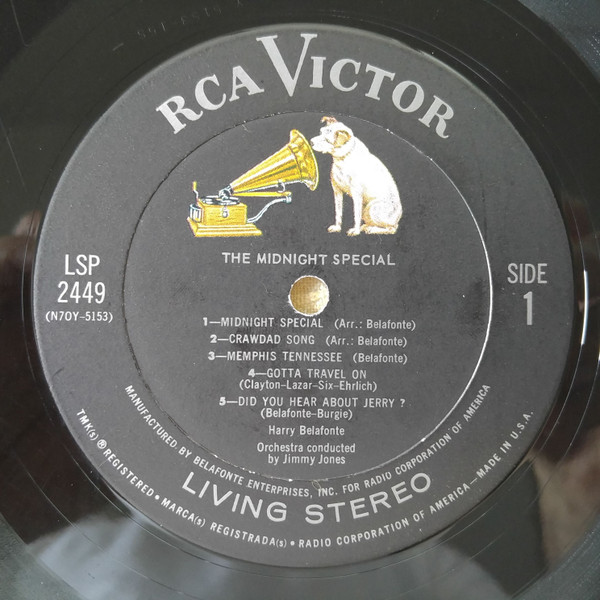 RCA VICTOR
THE MIDNIGHT SPECIAL
LSP
2449
(N7OY-5153)
SIDE
1
1—MIDNIGHT SPECIAL (Arr.: Belafonte)
2—CRAWDAD SONG (Arr.: Belafonte)
3—MEMPHIS TENNESSEE (Belafonte)
4—GOTTA TRAVEL ON
(Clayton-Lazar-Six-Ehrlich)
5—DID YOU HEAR ABOUT JERRY ?
(Belafonte-Burgie)
Harry Belafonte
Orchestra conducted
by Jimmy Jones
MANUFACTURED BY BELAFONTE ENTERPRISES, INC. FOR RADIO CORPORATION OF AMERICA
LIVING STEREO
TMK(s) ® REGISTERED • MARCA(s) REGISTRADA(s) • RADIO CORPORATION OF AMERICA—MADE IN U.S.A.